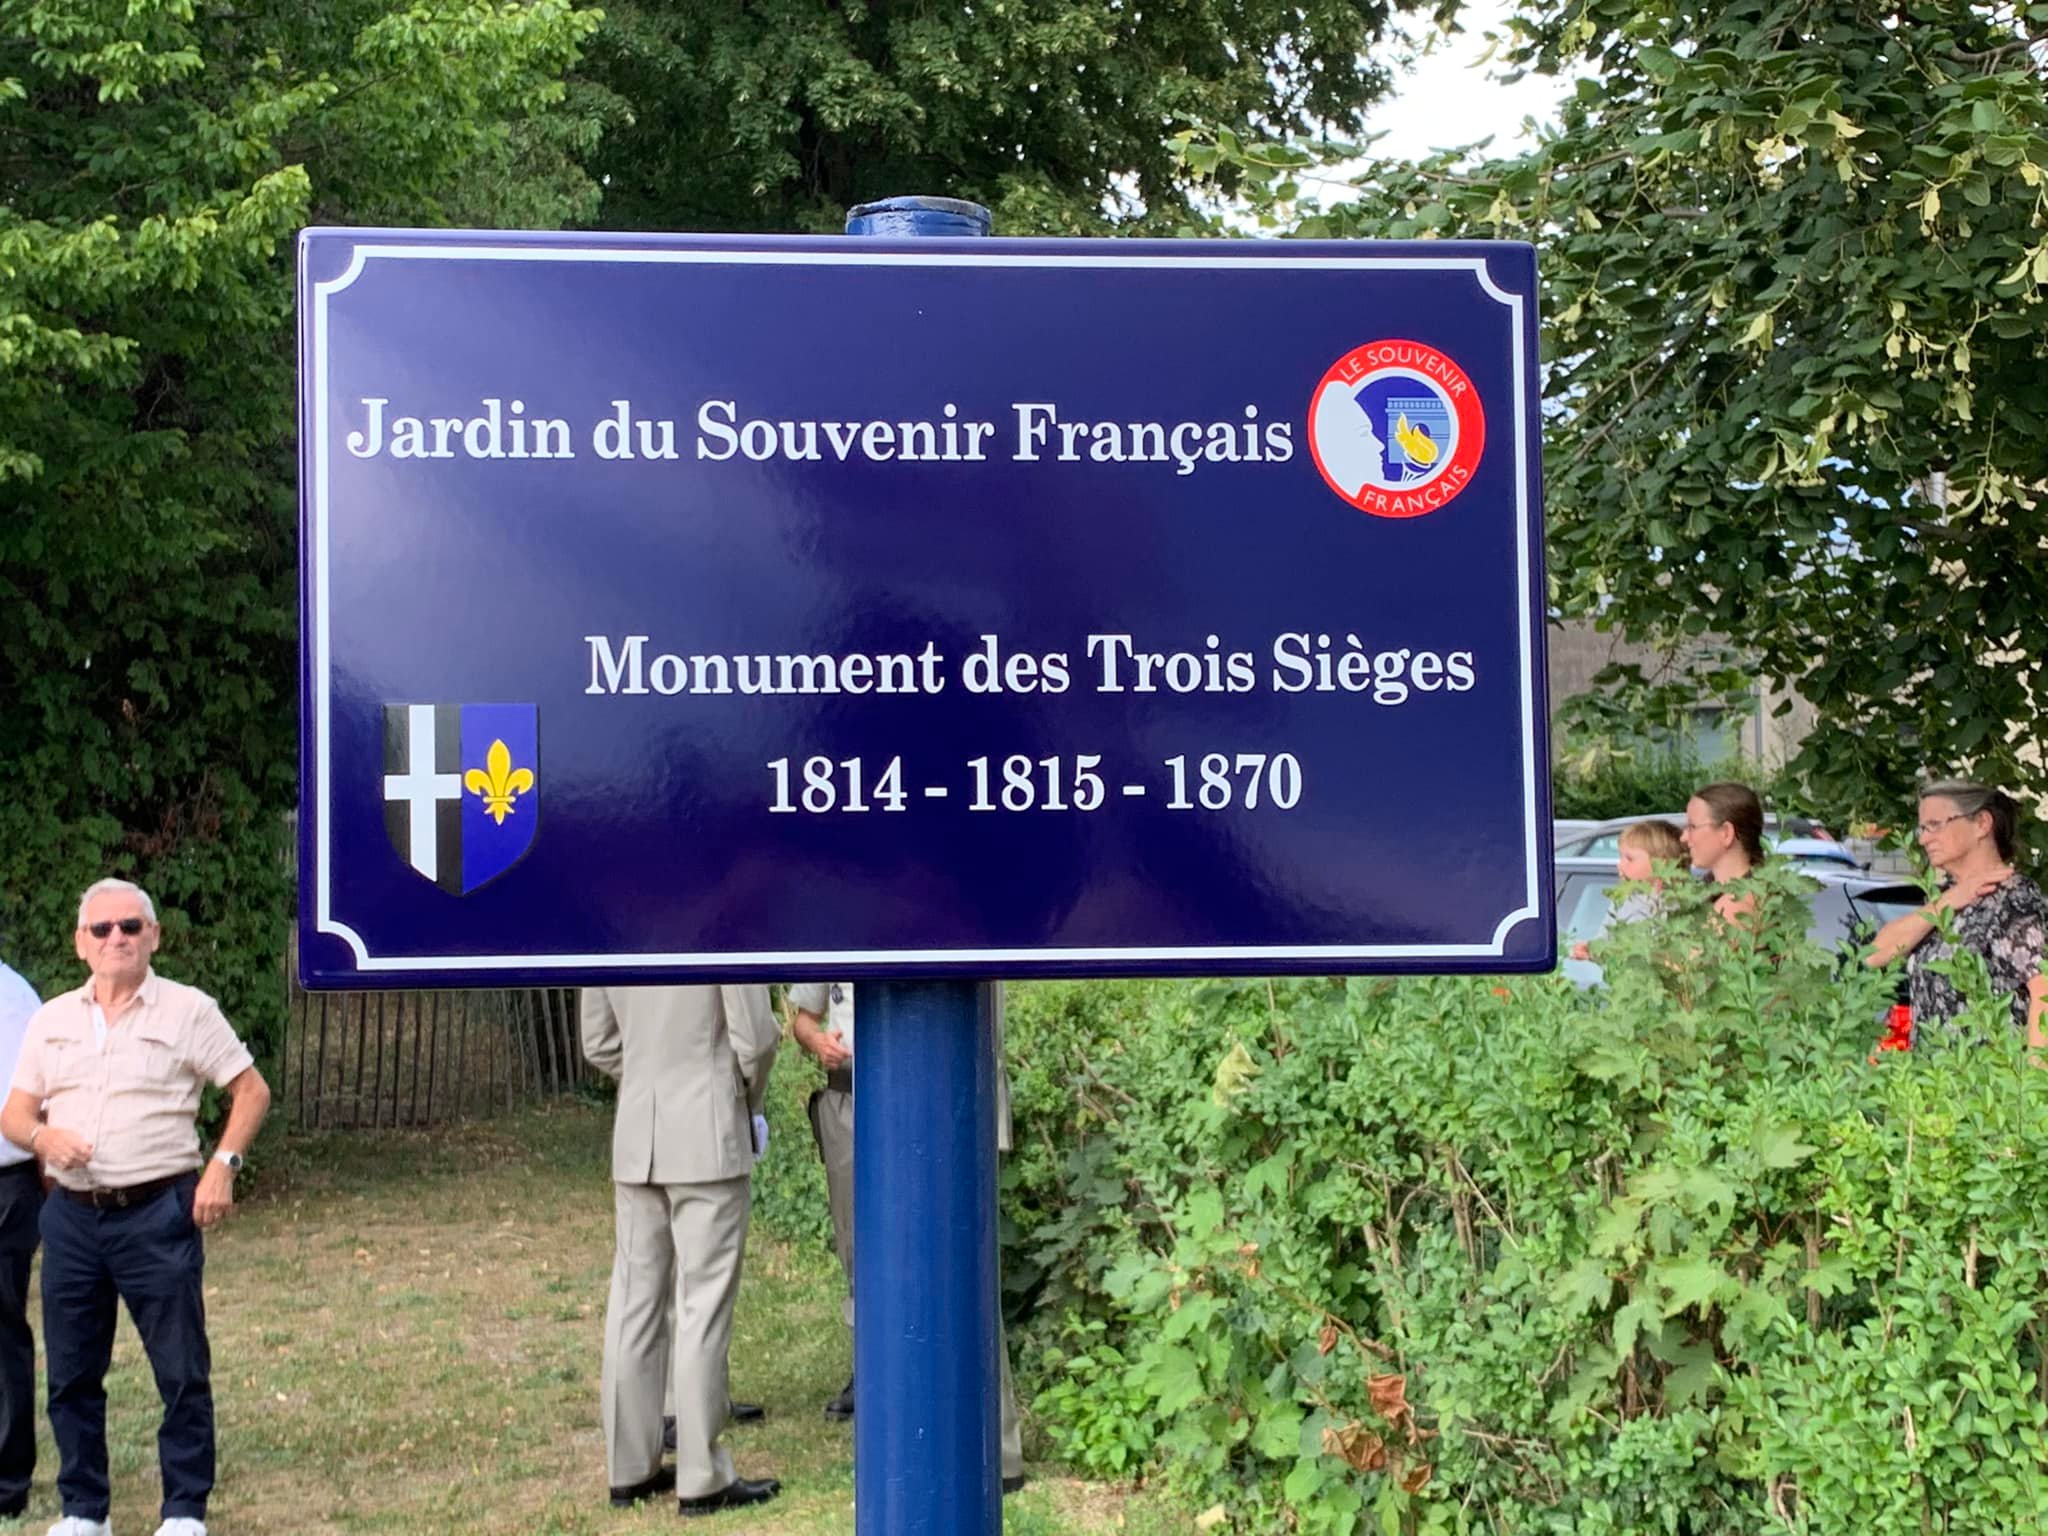 Jardin du Souvenir Français
LE SOUVENIR
FRANÇAIS
Monument des Trois Sièges
1814 - 1815 - 1870